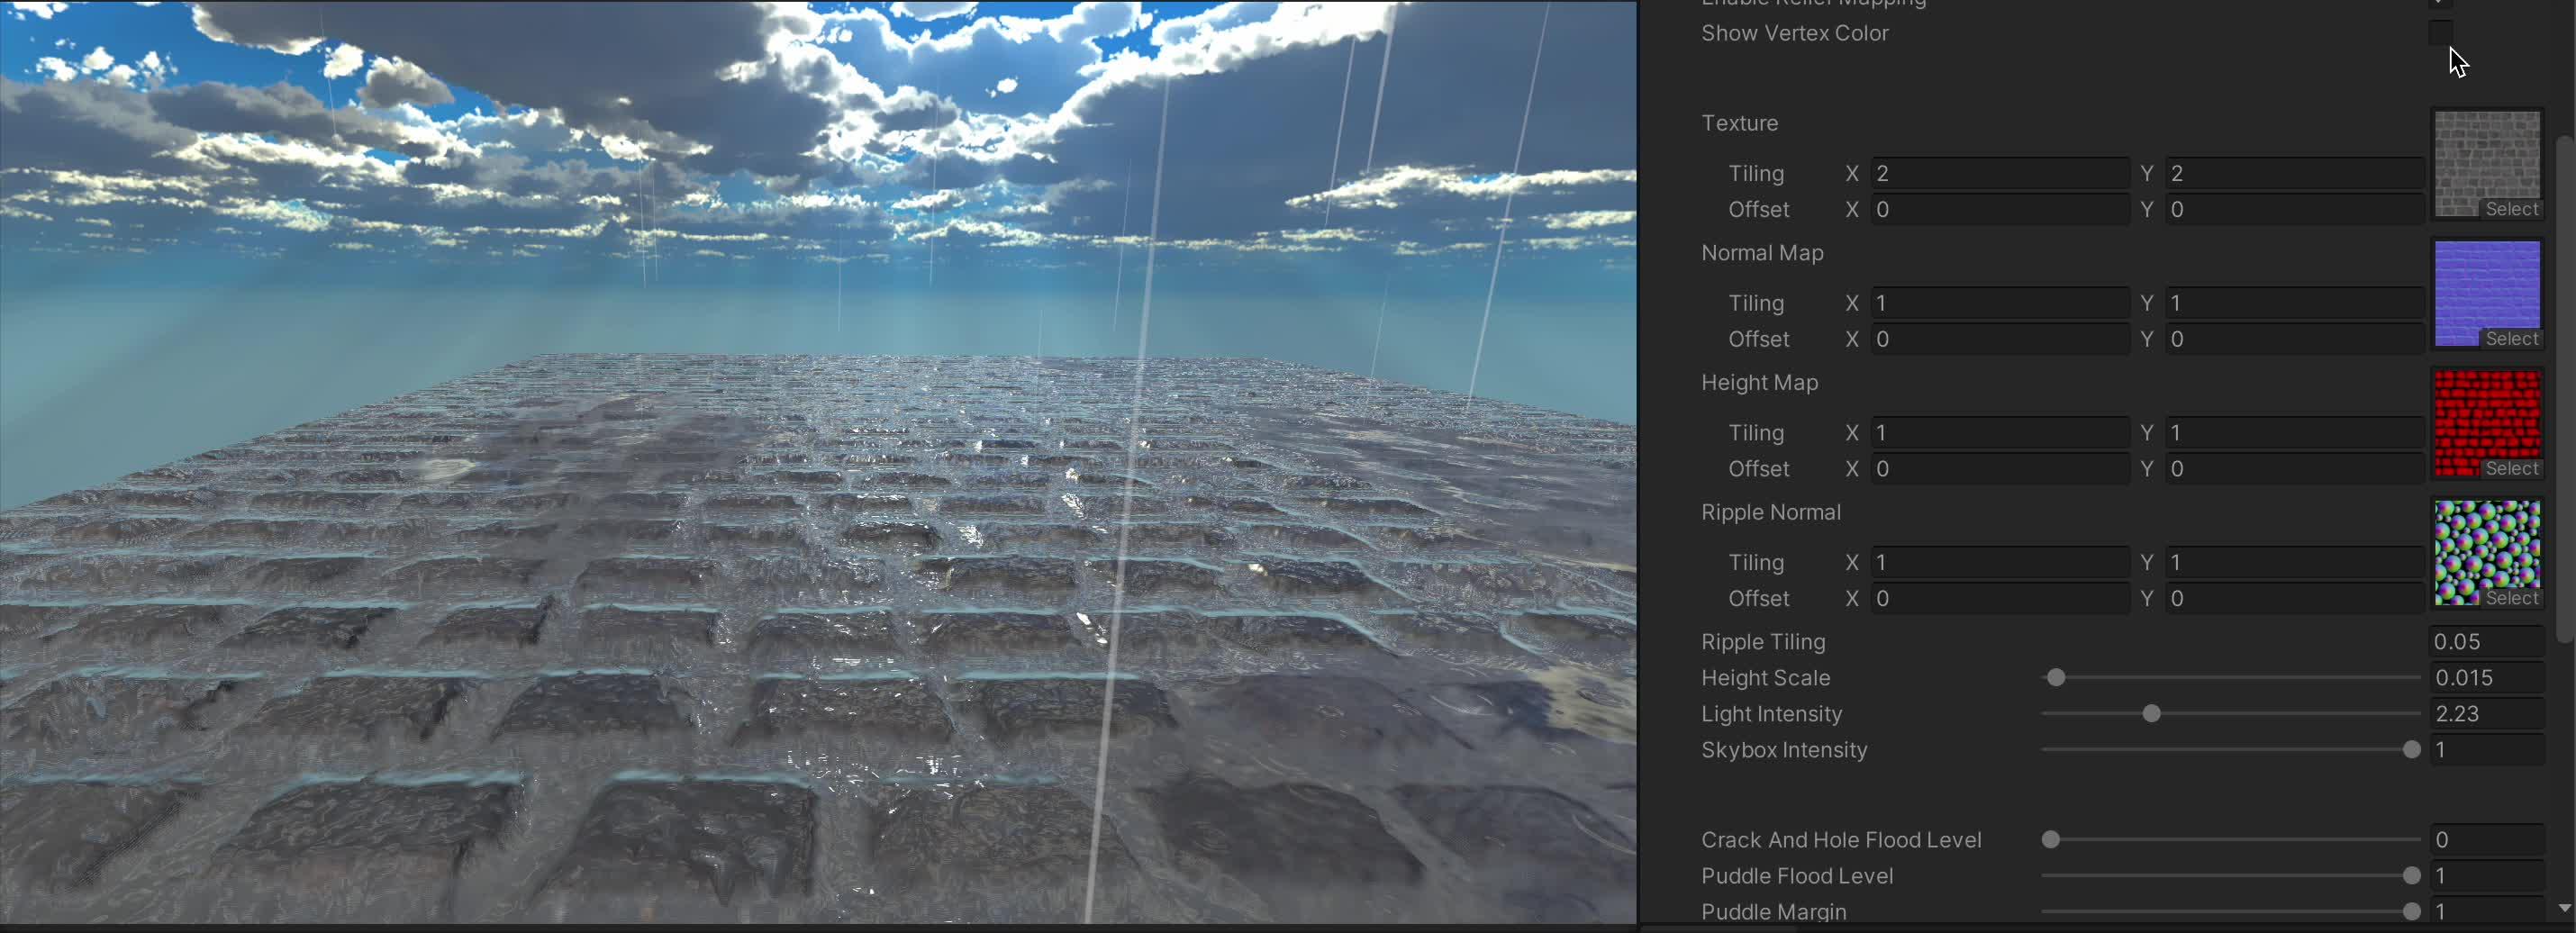 Enable Relief Mapping
Show Vertex Color
Texture
Tiling X 2 Y 2
Offset X 0 Y 0
Select
Normal Map
Tiling X 1 Y 1
Offset X 0 Y 0
Select
Height Map
Tiling X 1 Y 1
Offset X 0 Y 0
Select
Ripple Normal
Tiling X 1 Y 1
Offset X 0 Y 0
Select
Ripple Tiling 0.05
Height Scale 0.015
Light Intensity 2.23
Skybox Intensity 1
Crack And Hole Flood Level 0
Puddle Flood Level 1
Puddle Margin 1